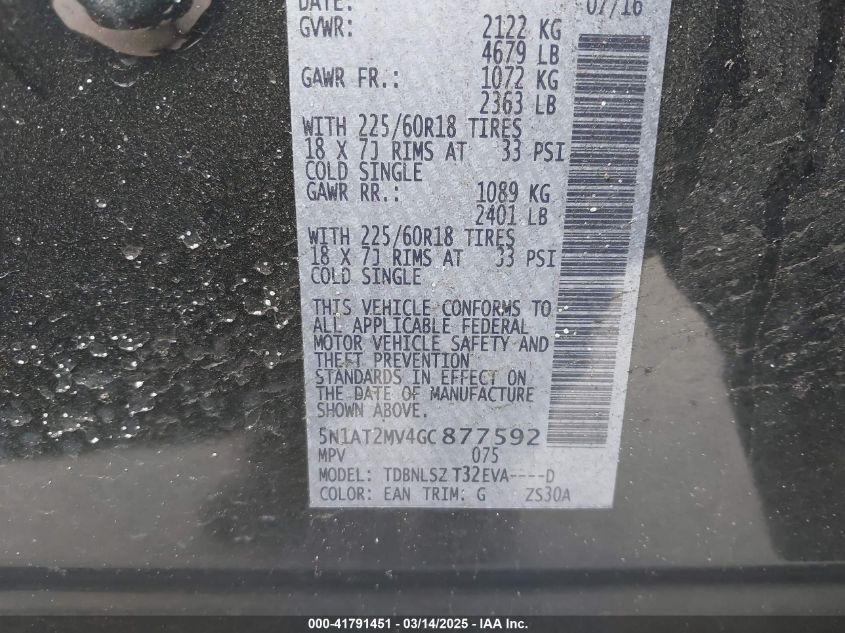 DATE: 07/16
GVWR: 2122 KG
4679 LB
GAWR FR.: 1072 KG
2363 LB
WITH 225/60R18 TIRES
18 X 7J RIMS AT 33 PSI
COLD SINGLE
GAWR RR.: 1089 KG
2401 LB
WITH 225/60R18 TIRES
18 X 7J RIMS AT 33 PSI
COLD SINGLE
THIS VEHICLE CONFORMS TO
ALL APPLICABLE FEDERAL
MOTOR VEHICLE SAFETY AND
THEFT PREVENTION
STANDARDS IN EFFECT ON
THE DATE OF MANUFACTURE
SHOWN ABOVE.
5N1AT2MV4GC877592
MPV 075
MODEL: TDBNLSZ T32EVA----D
COLOR: EAN TRIM: G ZS30A
000-41791451 - 03/14/2025 - IAA Inc.